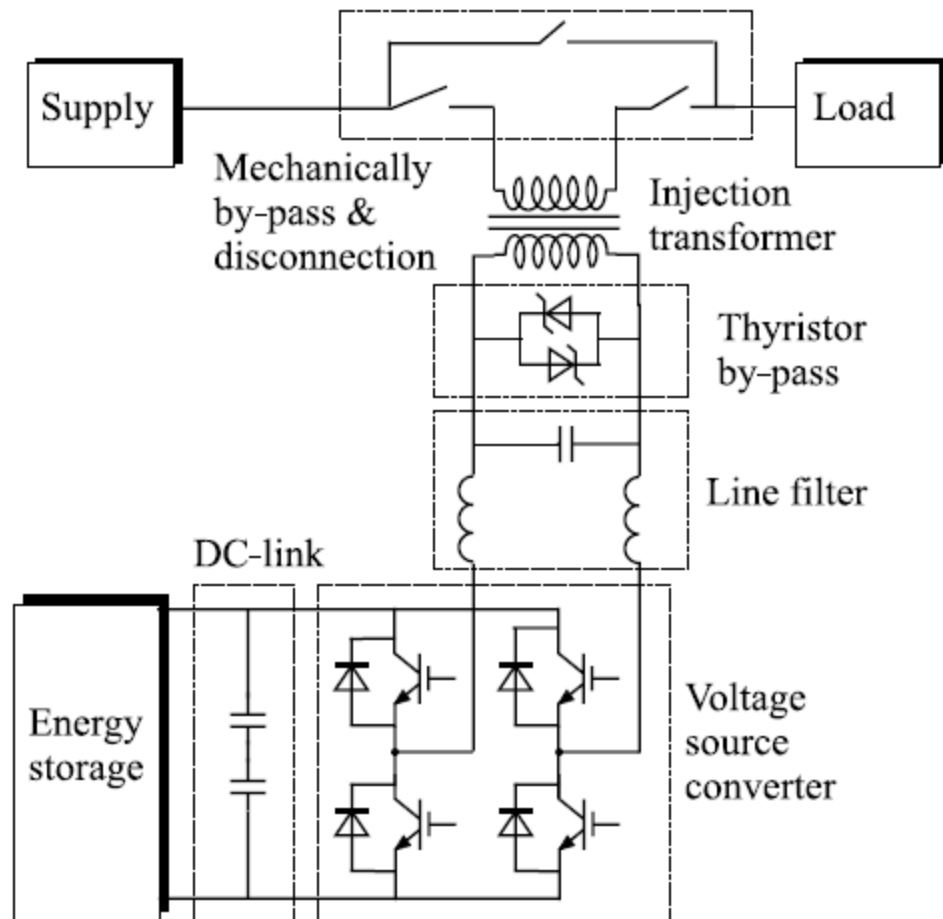 Supply
Load
Mechanically
by-pass &
disconnection
Injection
transformer
Thyristor
by-pass
Line filter
DC-link
Energy
storage
Voltage
source
converter